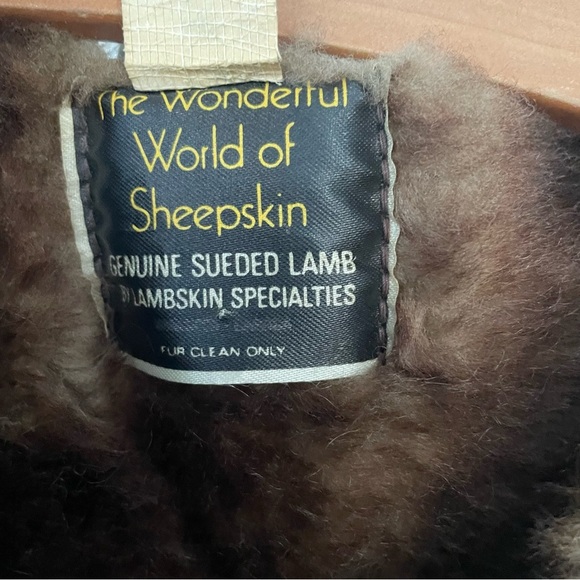 The Wonderful
World of
Sheepskin
GENUINE SUEDED LAMB
BY LAMBSKIN SPECIALTIES
FUR CLEAN ONLY